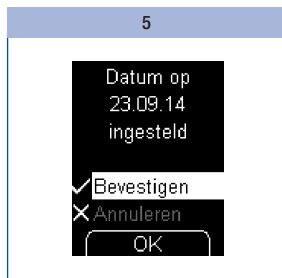 5
Datum op
23.09.14
ingesteld
Bevestigen
Annuleren
OK